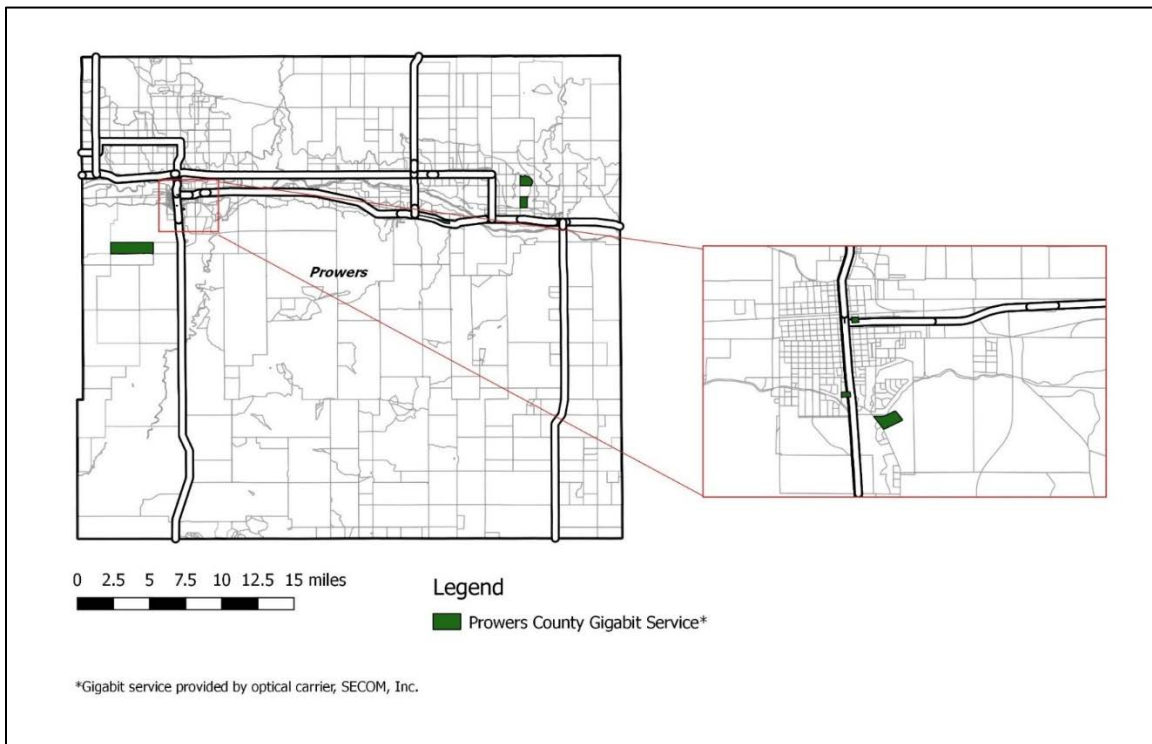 Prowers
0 2.5 5 7.5 10 12.5 15 miles
Legend
Prowers County Gigabit Service*
*Gigabit service provided by optical carrier, SECOM, Inc.